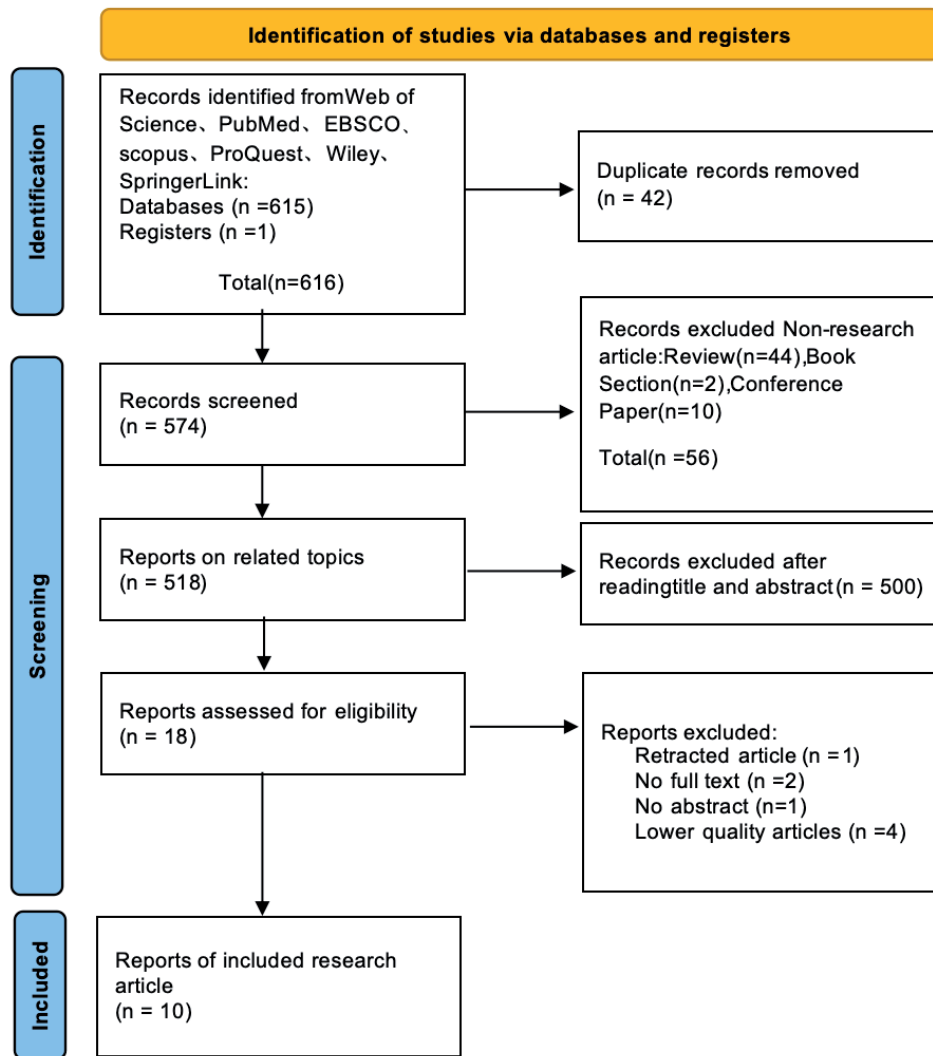 Identification of studies via databases and registers
Identification
Records identified fromWeb of
Science、PubMed、EBSCO、
scopus、ProQuest、Wiley、
SpringerLink:
Databases (n =615)
Registers (n =1)
Total(n=616)
Duplicate records removed
(n = 42)
Screening
Records screened
(n = 574)
Records excluded Non-research
article:Review(n=44),Book
Section(n=2),Conference
Paper(n=10)
Total(n =56)
Reports on related topics
(n = 518)
Records excluded after
readingtitle and abstract(n = 500)
Reports assessed for eligibility
(n = 18)
Reports excluded:
Retracted article (n =1)
No full text (n =2)
No abstract (n=1)
Lower quality articles (n =4)
Included
Reports of included research
article
(n = 10)